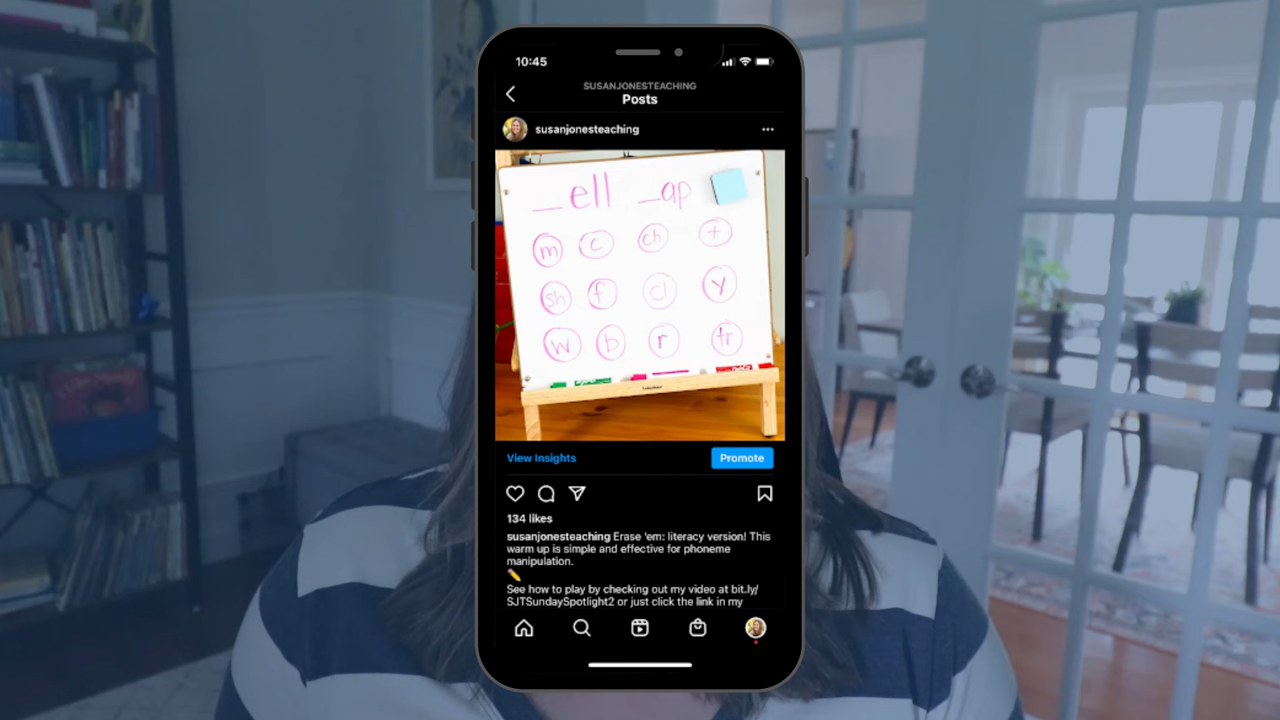 10:45
SUSANJONESTEACHING
Posts
susanjonesteaching
_ell _ap
m c ch t
sh f cl y
w b r tr
View Insights
Promote
134 likes
susanjonesteaching Erase 'em: literacy version! This
warm up is simple and effective for phoneme
manipulation.
✏️
See how to play by checking out my video at bit.ly/
SJTSundaySpotlight2 or just click the link in my